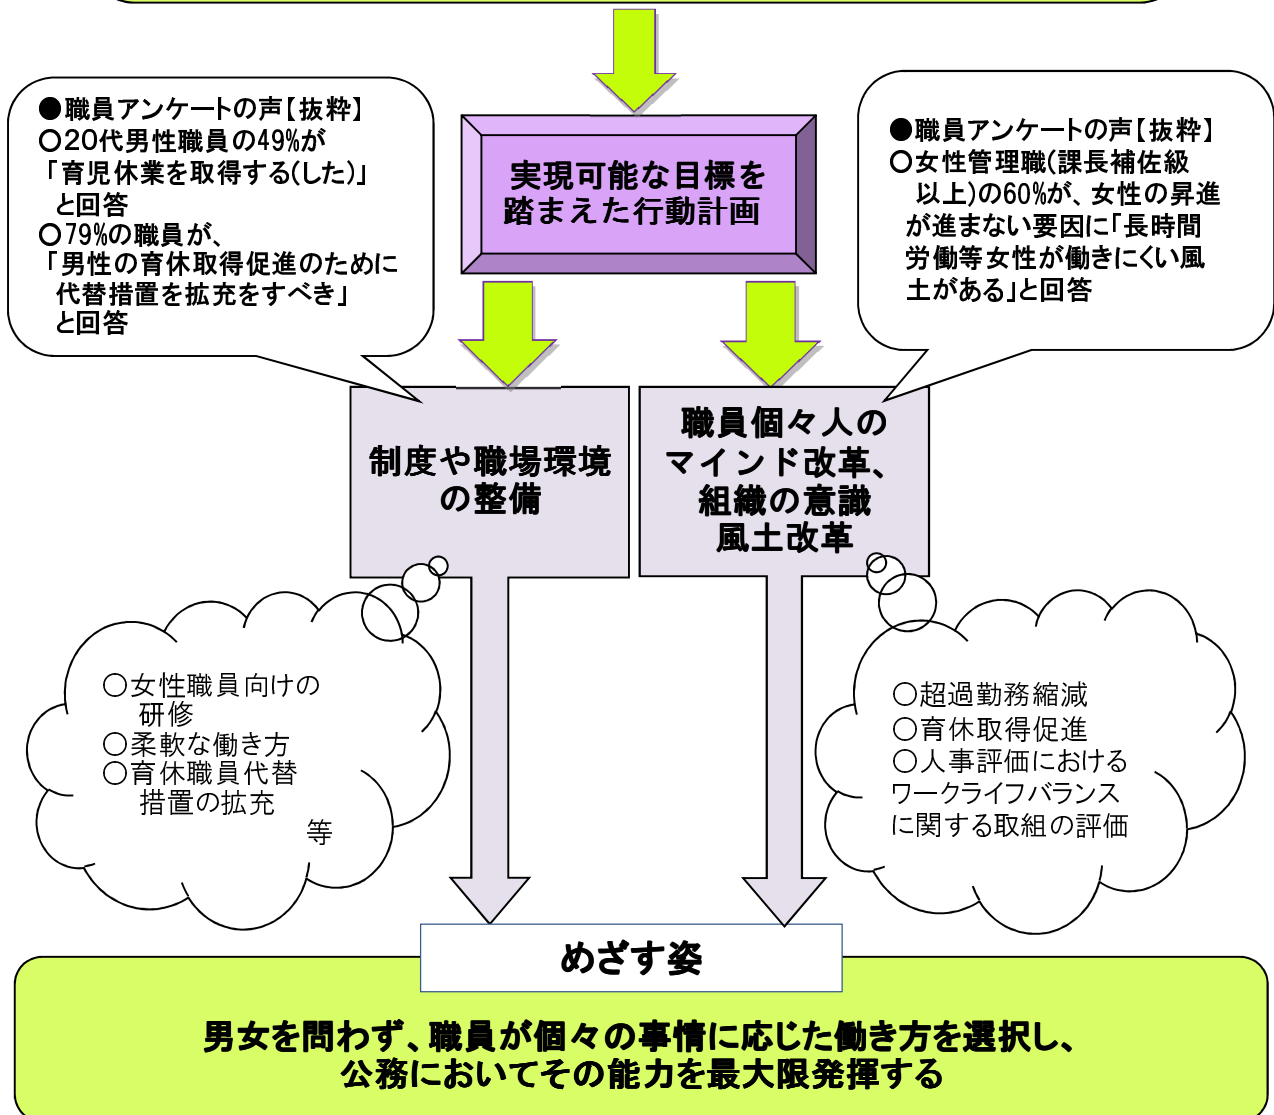 ●職員アンケートの声【抜粋】
○20代男性職員の49%が
「育児休業を取得する(した)」
と回答
○79%の職員が、
「男性の育休取得促進のために
代替措置を拡充をすべき」
と回答
実現可能な目標を
踏まえた行動計画
●職員アンケートの声【抜粋】
○女性管理職(課長補佐級
以上)の60%が、女性の昇進
が進まない要因に「長時間
労働等女性が働きにくい風
土がある」と回答
制度や職場環境
の整備
職員個々人の
マインド改革、
組織の意識
風土改革
○女性職員向けの
研修
○柔軟な働き方
○育休職員代替
措置の拡充
等
○超過勤務縮減
○育休取得促進
○人事評価における
ワークライフバランス
に関する取組の評価
めざす姿
男女を問わず、職員が個々の事情に応じた働き方を選択し、
公務においてその能力を最大限発揮する